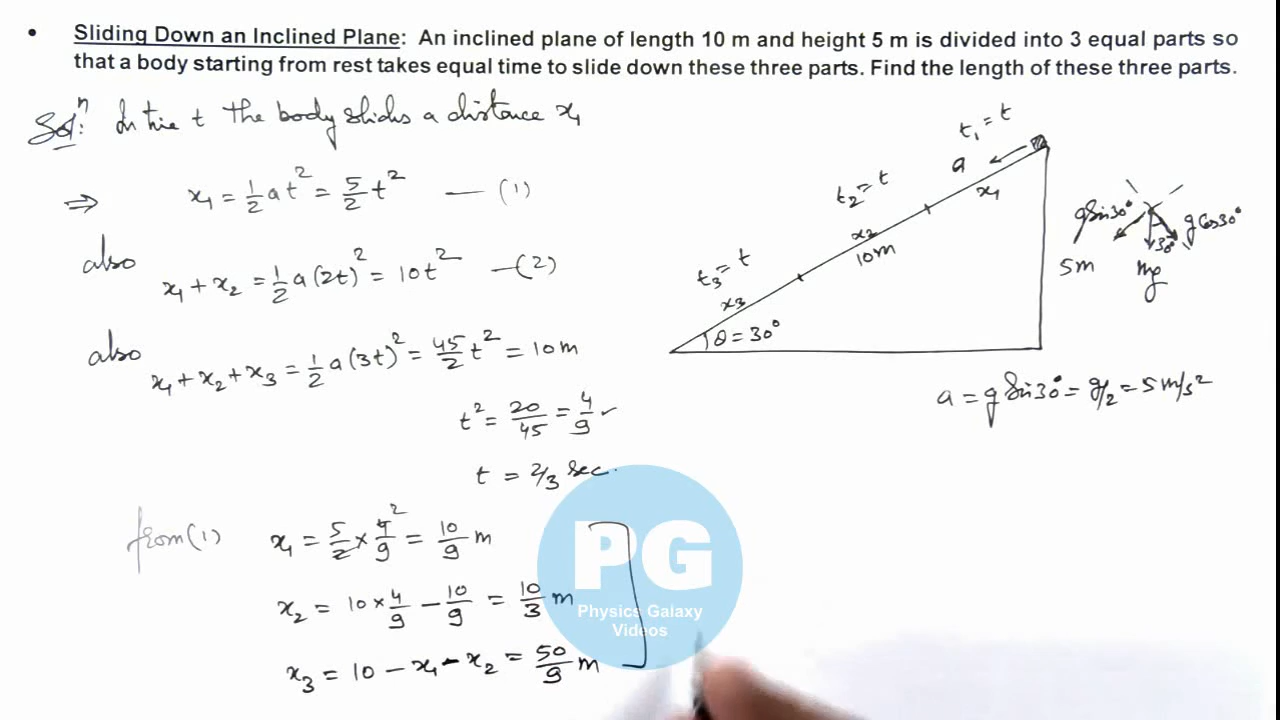 • Sliding Down an Inclined Plane: An inclined plane of length 10 m and height 5 m is divided into 3 equal parts so
that a body starting from rest takes equal time to slide down these three parts. Find the length of these three parts.
Solⁿ: In time t the body slides a distance x₁
⇒ x₁ = 1/2 at² = 5/2 t² — (1)
also
x₁ + x₂ = 1/2 a (2t)² = 10t² — (2)
also
x₁ + x₂ + x₃ = 1/2 a (3t)² = 45/2 t² = 10m
t² = 20/45 = 4/9 ✓
t = 2/3 sec.
from (1) x₁ = 5/2 × 4/9 ² = 10/9 m
x₂ = 10 × 4/9 − 10/9 = 10/3 m
x₃ = 10 − x₁ − x₂ = 50/9 m
t₁ = t
a
x₁
t₂ = t
x₂
10m
t₃ = t
x₃
θ = 30°
5m
g sin30°
g cos30°
30°
mg
a = g sin30° = g/2 = 5 m/s²
PG
Physics Galaxy
Videos